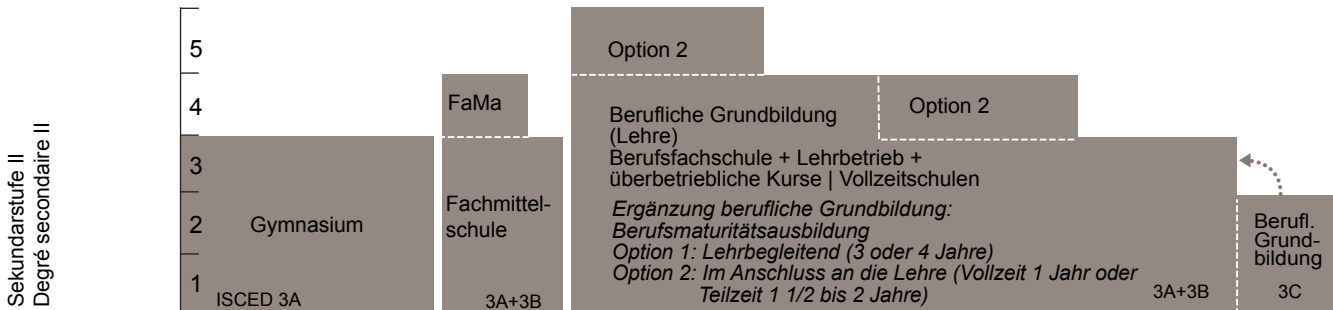 Sekundarstufe II
Degré secondaire II
5
4
3
2
1
Gymnasium
ISCED 3A
FaMa
Fachmittel-
schule
3A+3B
Option 2
Option 2
Berufliche Grundbildung
(Lehre)
Berufsfachschule + Lehrbetrieb +
überbetriebliche Kurse | Vollzeitschulen
Ergänzung berufliche Grundbildung:
Berufsmaturitätsausbildung
Option 1: Lehrbegleitend (3 oder 4 Jahre)
Option 2: Im Anschluss an die Lehre (Vollzeit 1 Jahr oder
Teilzeit 1 1/2 bis 2 Jahre)
3A+3B
Berufl.
Grund-
bildung
3C